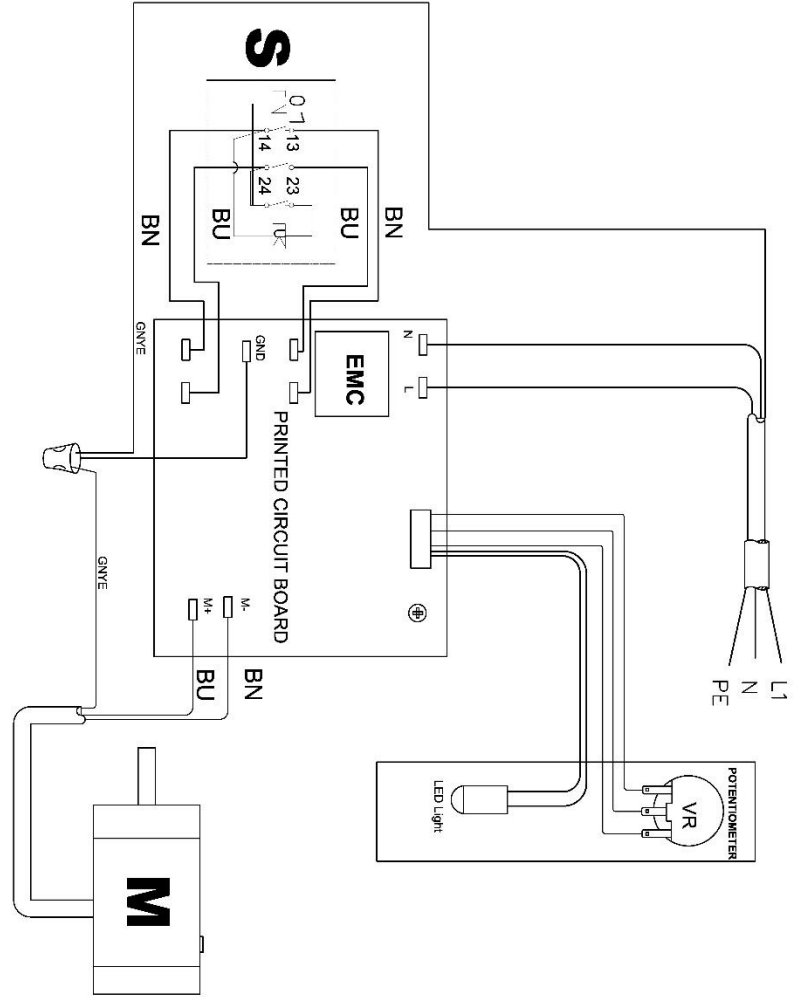 S
0 1
13
14
23
24
BN
BU
BU
BN
GNYE
GND
N
L
EMC
PRINTED CIRCUIT BOARD
GNYE
M+
M-
BU
BN
L1
N
PE
POTENTIOMETER
VR
LED Light
M